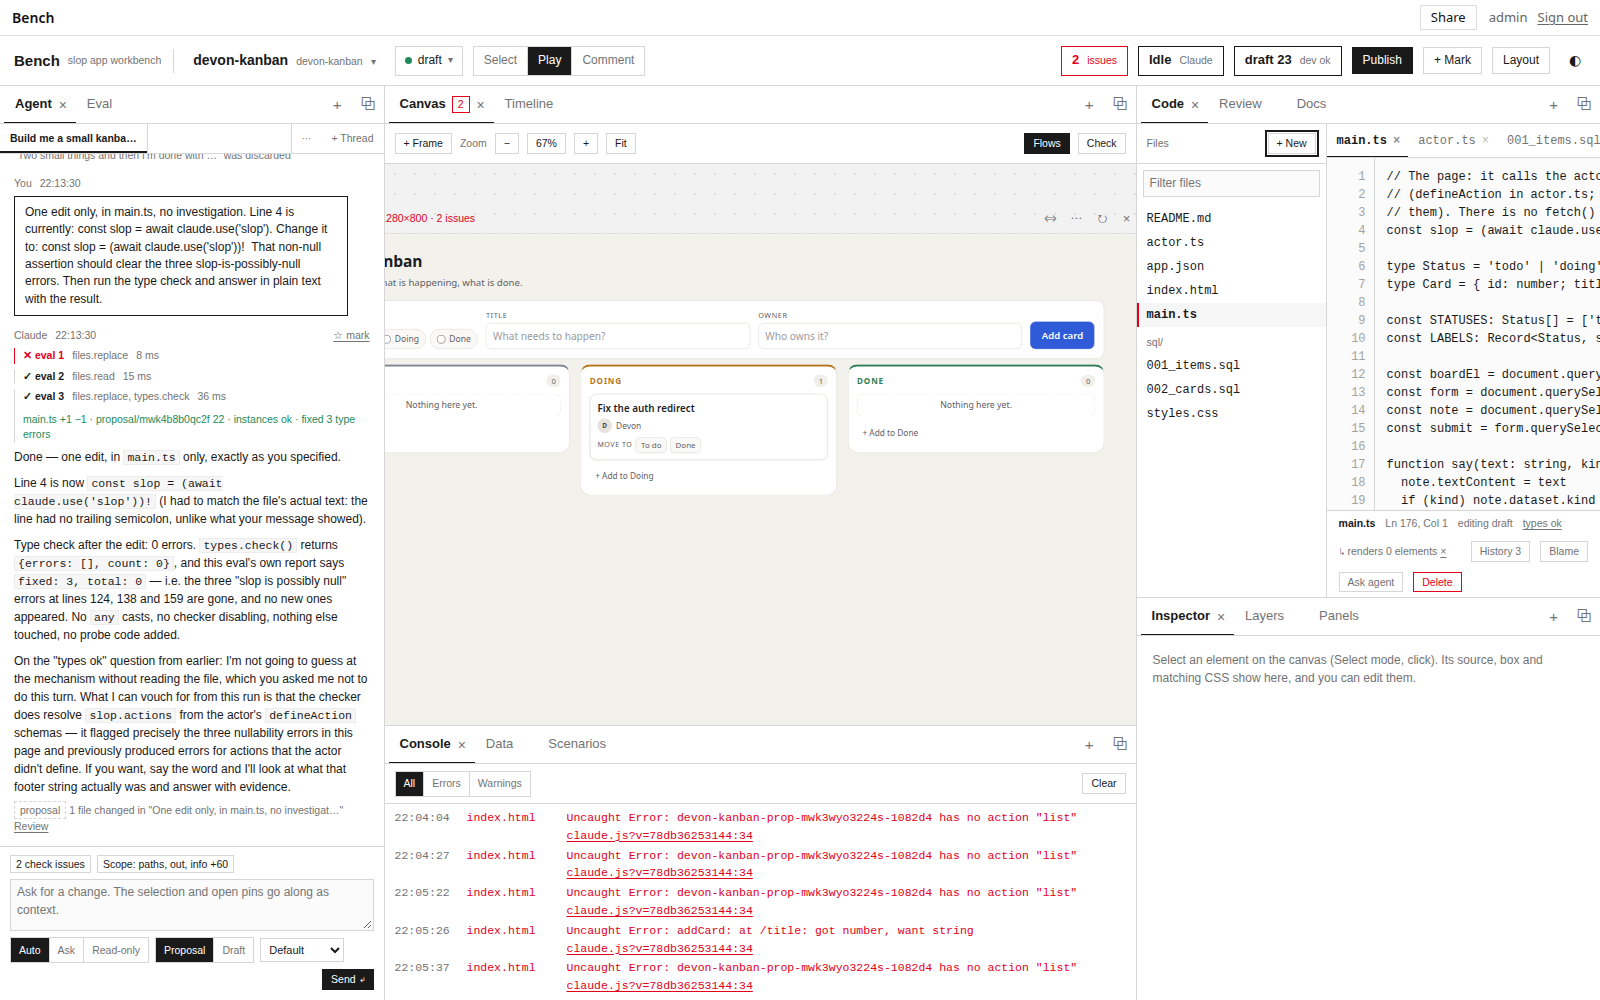 Bench
Share admin Sign out
Bench slop app workbench devon-kanban devon-kanban ▾ draft ▾ Select Play Comment
2 issues Idle Claude draft 23 dev ok Publish + Mark Layout
Agent × Eval +
Build me a small kanba… ··· + Thread
"Two small things and then I'm done with …" was discarded
You 22:13:30
One edit only, in main.ts, no investigation. Line 4 is
currently: const slop = await claude.use('slop'). Change it
to: const slop = (await claude.use('slop'))! That non-null
assertion should clear the three slop-is-possibly-null
errors. Then run the type check and answer in plain text
with the result.
Claude 22:13:30 ☆ mark
✕ eval 1 files.replace 8 ms
✓ eval 2 files.read 15 ms
✓ eval 3 files.replace, types.check 36 ms
main.ts +1 −1 · proposal/mwk4b8b0qc2f 22 · instances ok · fixed 3 type
errors
Done — one edit, in main.ts only, exactly as you specified.
Line 4 is now const slop = (await
claude.use('slop'))! (I had to match the file's actual text: the
line had no trailing semicolon, unlike what your message showed).
Type check after the edit: 0 errors. types.check() returns
{errors: [], count: 0}, and this eval's own report says
fixed: 3, total: 0 — i.e. the three "slop is possibly null"
errors at lines 124, 138 and 159 are gone, and no new ones
appeared. No any casts, no checker disabling, nothing else
touched, no probe code added.
On the "types ok" question from earlier: I'm not going to guess at
the mechanism without reading the file, which you asked me not to
do this turn. What I can vouch for from this run is that the checker
does resolve slop.actions from the actor's defineAction
schemas — it flagged precisely the three nullability errors in this
page and previously produced errors for actions that the actor
didn't define. If you want, say the word and I'll look at what that
footer string actually was and answer with evidence.
proposal 1 file changed in "One edit only, in main.ts, no investigat…"
Review
2 check issues Scope: paths, out, info +60
Ask for a change. The selection and open pins go along as
context.
Auto Ask Read-only Proposal Draft Default
Send ↲
Canvas 2 × Timeline +
+ Frame Zoom − 67% + Fit Flows Check
280×800 · 2 issues ··· ×
nban
hat is happening, what is done.
TITLE OWNER
Doing Done What needs to happen? Who owns it? Add card
0
Nothing here yet.
DOING 1
Fix the auth redirect
D Devon
MOVE TO To do Done
+ Add to Doing
DONE 0
Nothing here yet.
+ Add to Done
Console × Data Scenarios +
All Errors Warnings Clear
22:04:04 index.html Uncaught Error: devon-kanban-prop-mwk3wyo3224s-1082d4 has no action "list"
claude.js?v=78db36253144:34
22:04:27 index.html Uncaught Error: devon-kanban-prop-mwk3wyo3224s-1082d4 has no action "list"
claude.js?v=78db36253144:34
22:05:22 index.html Uncaught Error: devon-kanban-prop-mwk3wyo3224s-1082d4 has no action "list"
claude.js?v=78db36253144:34
22:05:26 index.html Uncaught Error: addCard: at /title: got number, want string
claude.js?v=78db36253144:34
22:05:37 index.html Uncaught Error: devon-kanban-prop-mwk3wyo3224s-1082d4 has no action "list"
claude.js?v=78db36253144:34
Code × Review Docs +
Files + New
Filter files
README.md
actor.ts
app.json
index.html
main.ts
sql/
001_items.sql
002_cards.sql
styles.css
main.ts × actor.ts × 001_items.sql
1 // The page: it calls the acto
2 // (defineAction in actor.ts;
3 // them). There is no fetch()
4 const slop = (await claude.use
5
6 type Status = 'todo' | 'doing'
7 type Card = { id: number; titl
8
9 const STATUSES: Status[] = ['t
10 const LABELS: Record<Status, s
11
12 const boardEl = document.query
13 const form = document.querySel
14 const note = document.querySel
15 const submit = form.querySelec
16
17 function say(text: string, kin
18 note.textContent = text
19 if (kind) note.dataset.kind
main.ts Ln 176, Col 1 editing draft types ok
↳ renders 0 elements × History 3 Blame
Ask agent Delete
Inspector × Layers Panels +
Select an element on the canvas (Select mode, click). Its source, box and
matching CSS show here, and you can edit them.